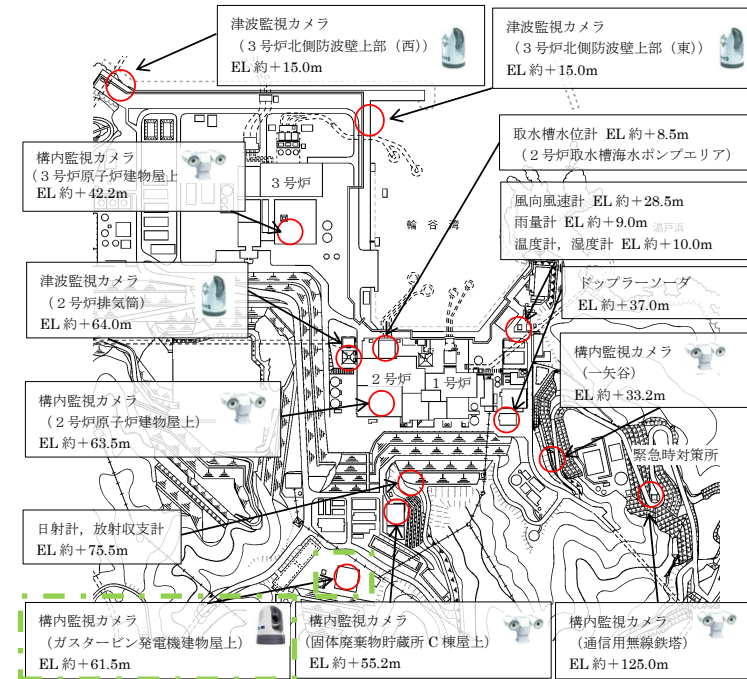 津波監視カメラ
（３号炉北側防波壁上部（西））
EL 約＋15.0m
津波監視カメラ
（３号炉北側防波壁上部（東））
EL 約＋15.0m
取水槽水位計 EL 約＋8.5m
（２号炉取水槽海水ポンプエリア）
構内監視カメラ
（３号炉原子炉建物屋上
EL 約＋42.2m
３号炉
輪谷湾
風向風速計 EL 約＋28.5m
雨量計 EL 約＋9.0m
湯戸浜
温度計，湿度計 EL 約＋10.0m
津波監視カメラ
（２号炉排気筒）
EL 約＋64.0m
ドップラーソーダ
EL 約＋37.0m
構内監視カメラ
（一矢谷）
EL 約＋33.2m
２号炉
１号炉
構内監視カメラ
（２号炉原子炉建物屋上）
EL 約＋63.5m
緊急時対策所
日射計，放射収支計
EL 約＋75.5m
構内監視カメラ
（ガスタービン発電機建物屋上）
EL 約＋61.5m
構内監視カメラ
（固体廃棄物貯蔵所 C 棟屋上）
EL 約＋55.2m
構内監視カメラ
（通信用無線鉄塔）
EL 約＋125.0m